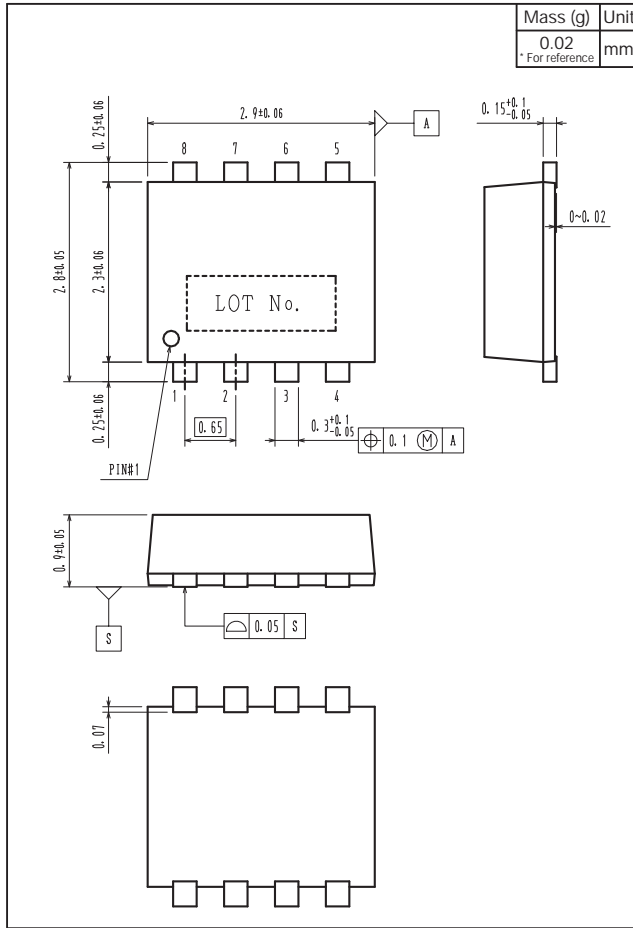 Mass (g) Unit
0.02 mm
* For reference
2.9±0.06
A
0.15+0.1-0.05
0.25±0.06
8 7 6 5
0~0.02
2.8±0.05
2.3±0.06
LOT No.
1 2 3 4
0.25±0.06
0.65
0.3+0.1-0.05
⌖ 0.1 Ⓜ A
PIN#1
0.9±0.05
S
⌓ 0.05 S
0.07